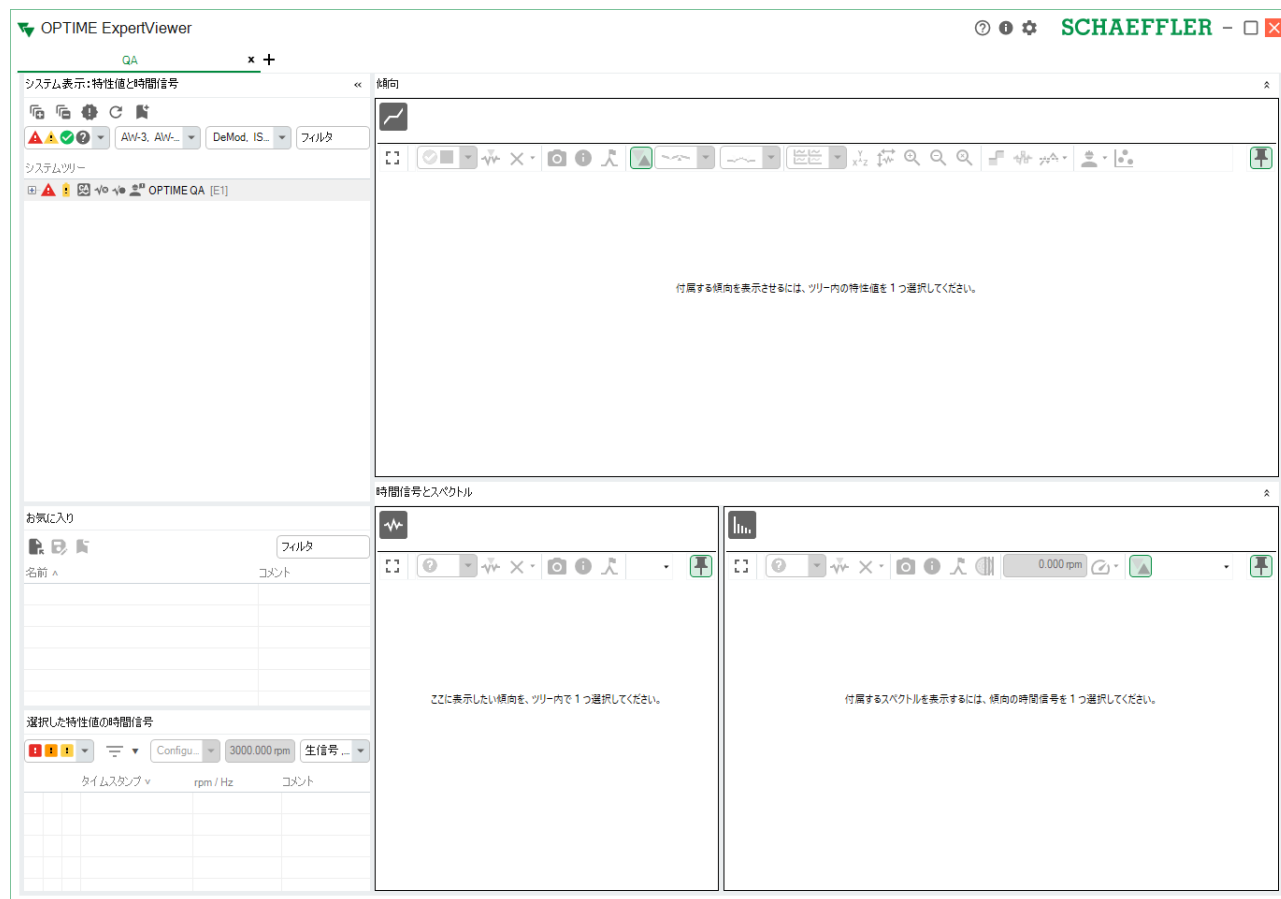 OPTIME ExpertViewer
SCHAEFFLER
QA
システム表示:特性値と時間信号
傾向
AW-3, AW-...
DeMod, IS...
フィルタ
システムツリー
OPTIME QA [E1]
付属する傾向を表示させるには、ツリー内の特性値を1つ選択してください。
時間信号とスペクトル
お気に入り
フィルタ
名前
コメント
0.000 rpm
ここに表示したい傾向を、ツリー内で1つ選択してください。
付属するスペクトルを表示するには、傾向の時間信号を1つ選択してください。
選択した特性値の時間信号
Configu...
3000.000 rpm
生信号 ,...
タイムスタンプ
rpm / Hz
コメント